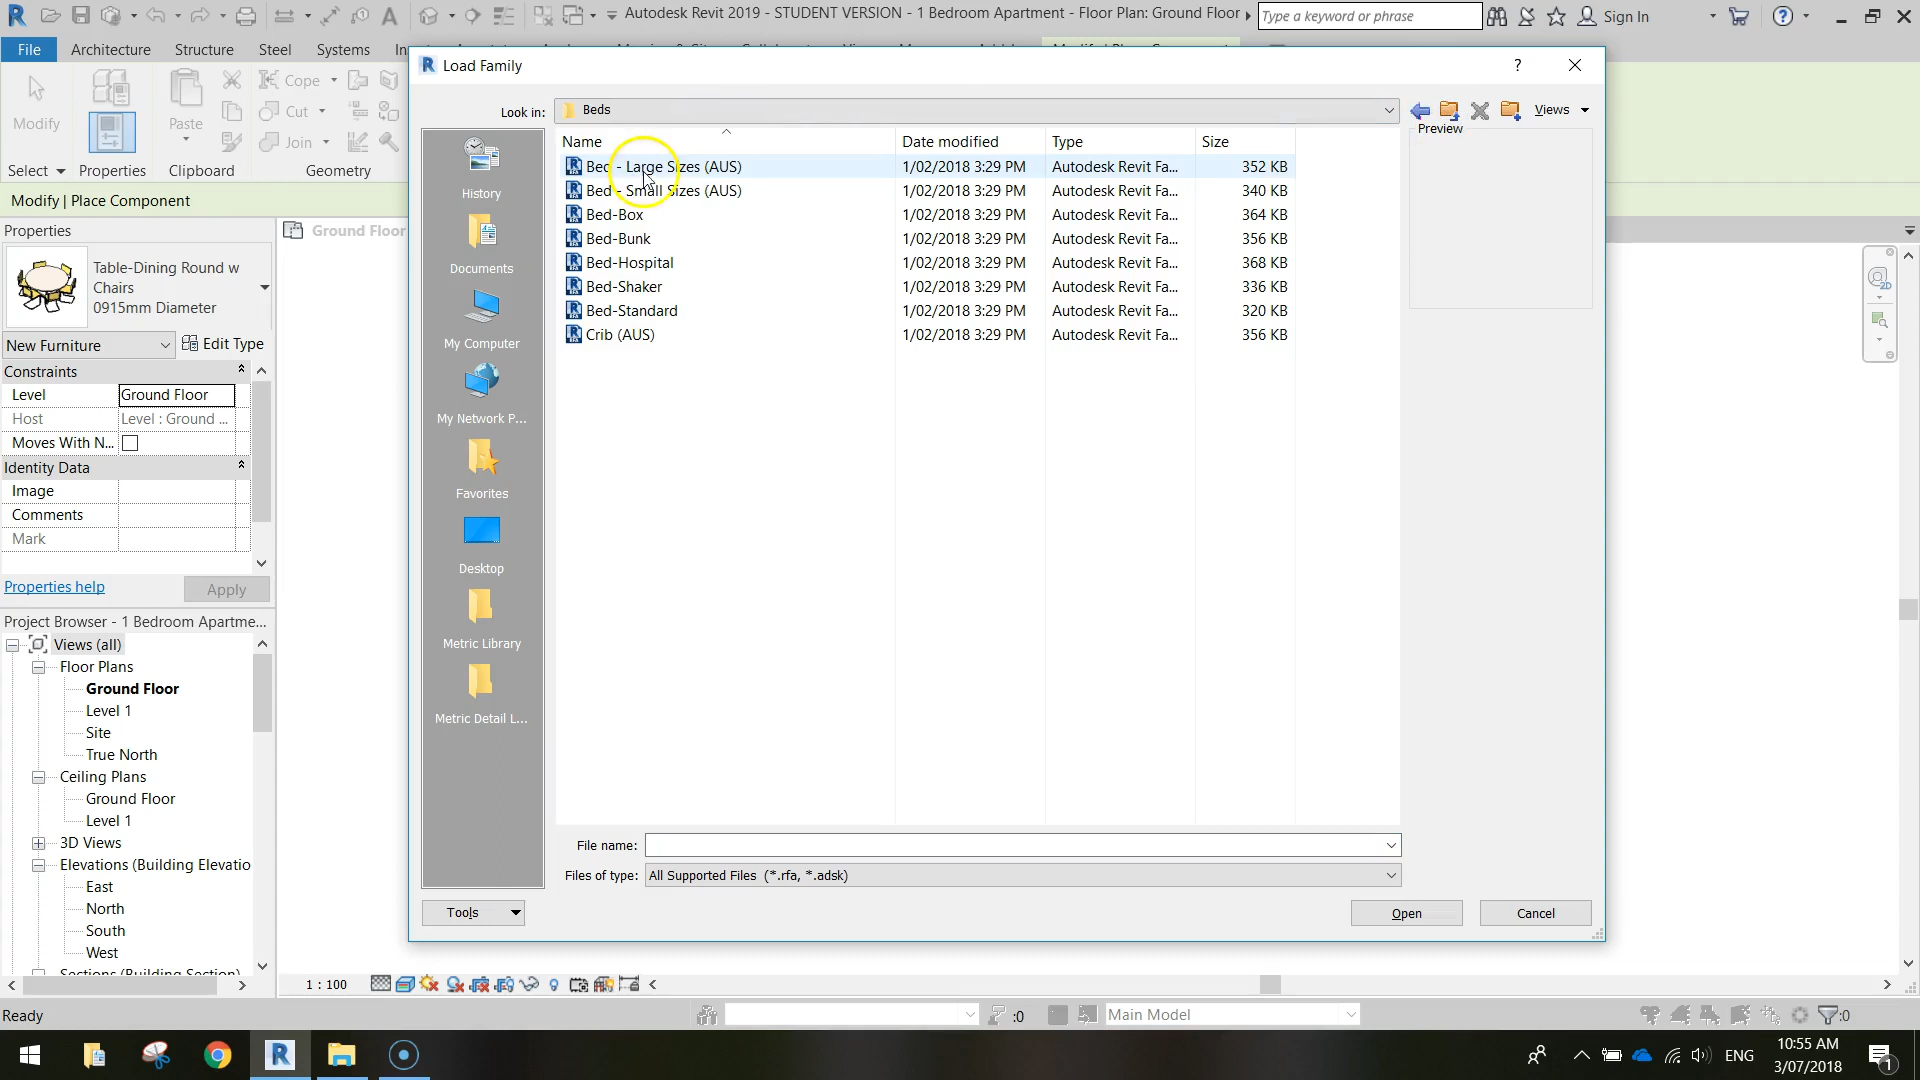 Autodesk Revit 2019 - STUDENT VERSION - 1 Bedroom Apartment - Floor Plan: Ground Floor
Type a keyword or phrase
Sign In
File
Architecture
Structure
Steel
Systems
Modify
Paste
Cope
Cut
Join
Select
Properties
Clipboard
Geometry
Modify | Place Component
Properties
Table-Dining Round w
Chairs
0915mm Diameter
New Furniture
Edit Type
Constraints
Level
Ground Floor
Host
Level : Ground ...
Moves With N...
Identity Data
Image
Comments
Mark
Properties help
Apply
Project Browser - 1 Bedroom Apartme...
Views (all)
Floor Plans
Ground Floor
Level 1
Site
True North
Ceiling Plans
Ground Floor
Level 1
3D Views
Elevations (Building Elevatio
East
North
South
West
Sections (Building Section)
Ground Floor
Load Family
?
Look in:
Beds
Views
Preview
History
Documents
My Computer
My Network P...
Favorites
Desktop
Metric Library
Metric Detail L...
Name
Date modified
Type
Size
Bed - Large Sizes (AUS) 1/02/2018 3:29 PM Autodesk Revit Fa... 352 KB
Bed - Small Sizes (AUS) 1/02/2018 3:29 PM Autodesk Revit Fa... 340 KB
Bed-Box 1/02/2018 3:29 PM Autodesk Revit Fa... 364 KB
Bed-Bunk 1/02/2018 3:29 PM Autodesk Revit Fa... 356 KB
Bed-Hospital 1/02/2018 3:29 PM Autodesk Revit Fa... 368 KB
Bed-Shaker 1/02/2018 3:29 PM Autodesk Revit Fa... 336 KB
Bed-Standard 1/02/2018 3:29 PM Autodesk Revit Fa... 320 KB
Crib (AUS) 1/02/2018 3:29 PM Autodesk Revit Fa... 356 KB
File name:
Files of type:
All Supported Files (*.rfa, *.adsk)
Tools
Open
Cancel
1 : 100
Ready
:0
Main Model
:0
ENG
10:55 AM
3/07/2018
1